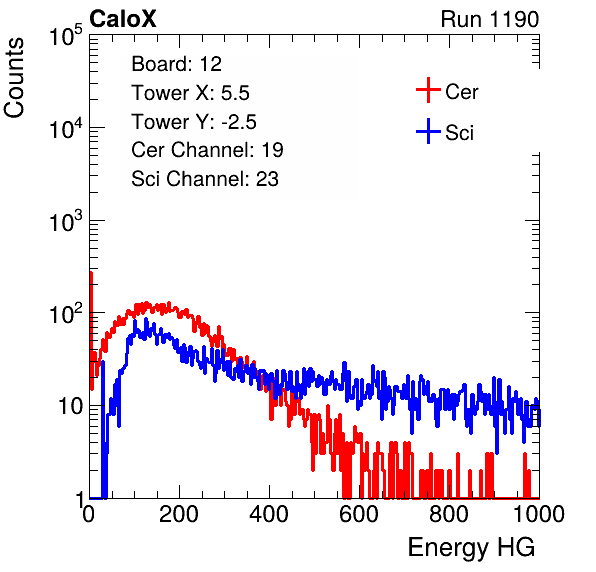 CaloX Run 1190
Counts
10^5
10^4
10^3
10^2
10
1
Board: 12
Tower X: 5.5
Tower Y: -2.5
Cer Channel: 19
Sci Channel: 23
Cer
Sci
0 200 400 600 800 1000
Energy HG